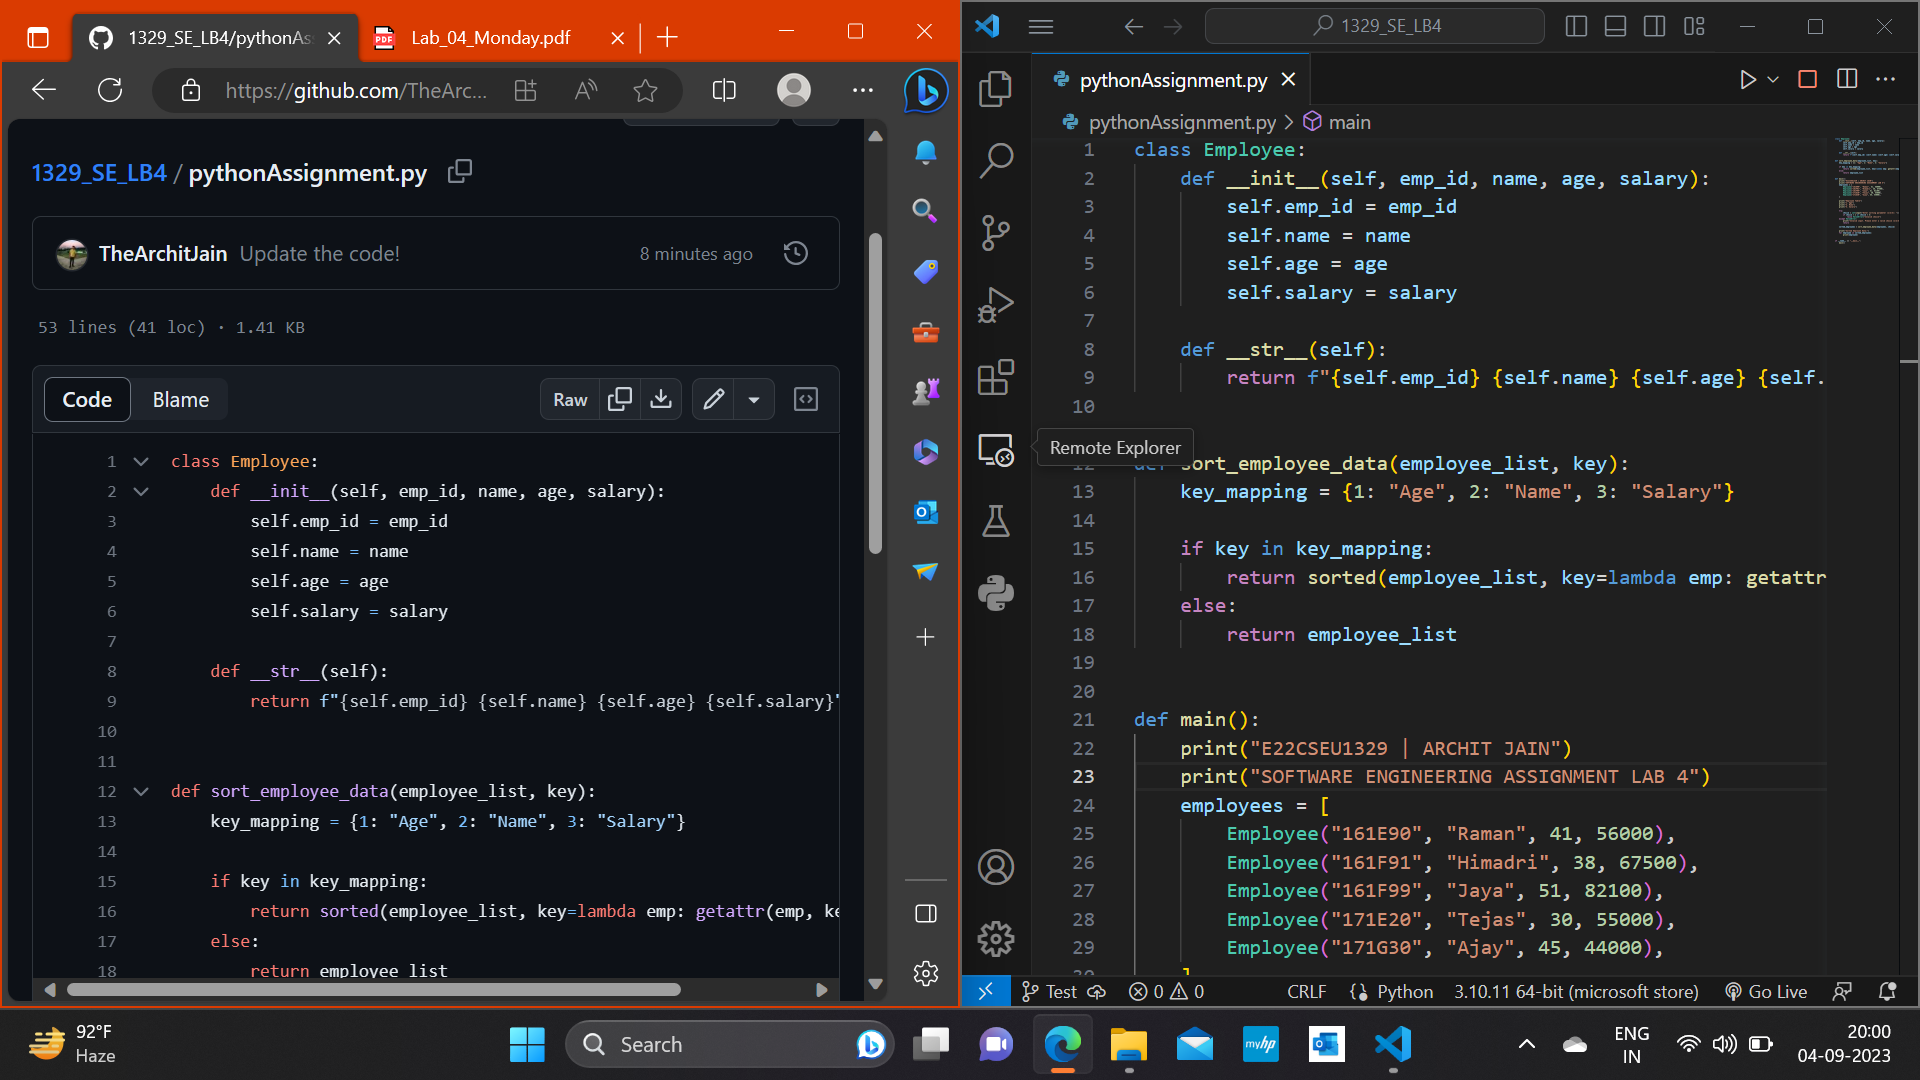 1329_SE_LB4/pythonAs
Lab_04_Monday.pdf
https://github.com/TheArc...
1329_SE_LB4 / pythonAssignment.py
TheArchitJain Update the code! 8 minutes ago
53 lines (41 loc) · 1.41 KB
Code Blame Raw
1 class Employee:
2 def __init__(self, emp_id, name, age, salary):
3 self.emp_id = emp_id
4 self.name = name
5 self.age = age
6 self.salary = salary
7
8 def __str__(self):
9 return f"{self.emp_id} {self.name} {self.age} {self.salary}"
10
11
12 def sort_employee_data(employee_list, key):
13 key_mapping = {1: "Age", 2: "Name", 3: "Salary"}
14
15 if key in key_mapping:
16 return sorted(employee_list, key=lambda emp: getattr(emp, ke
17 else:
18 return employee_list
1329_SE_LB4
pythonAssignment.py
pythonAssignment.py > main
1 class Employee:
2 def __init__(self, emp_id, name, age, salary):
3 self.emp_id = emp_id
4 self.name = name
5 self.age = age
6 self.salary = salary
7
8 def __str__(self):
9 return f"{self.emp_id} {self.name} {self.age} {self.
10
Remote Explorer
12 def sort_employee_data(employee_list, key):
13 key_mapping = {1: "Age", 2: "Name", 3: "Salary"}
14
15 if key in key_mapping:
16 return sorted(employee_list, key=lambda emp: getattr
17 else:
18 return employee_list
19
20
21 def main():
22 print("E22CSEU1329 | ARCHIT JAIN")
23 print("SOFTWARE ENGINEERING ASSIGNMENT LAB 4")
24 employees = [
25 Employee("161E90", "Raman", 41, 56000),
26 Employee("161F91", "Himadri", 38, 67500),
27 Employee("161F99", "Jaya", 51, 82100),
28 Employee("171E20", "Tejas", 30, 55000),
29 Employee("171G30", "Ajay", 45, 44000),
30 ]
Test 0 0 CRLF Python 3.10.11 64-bit (microsoft store) Go Live
92°F
Haze
Search
myhp
ENG
IN
20:00
04-09-2023